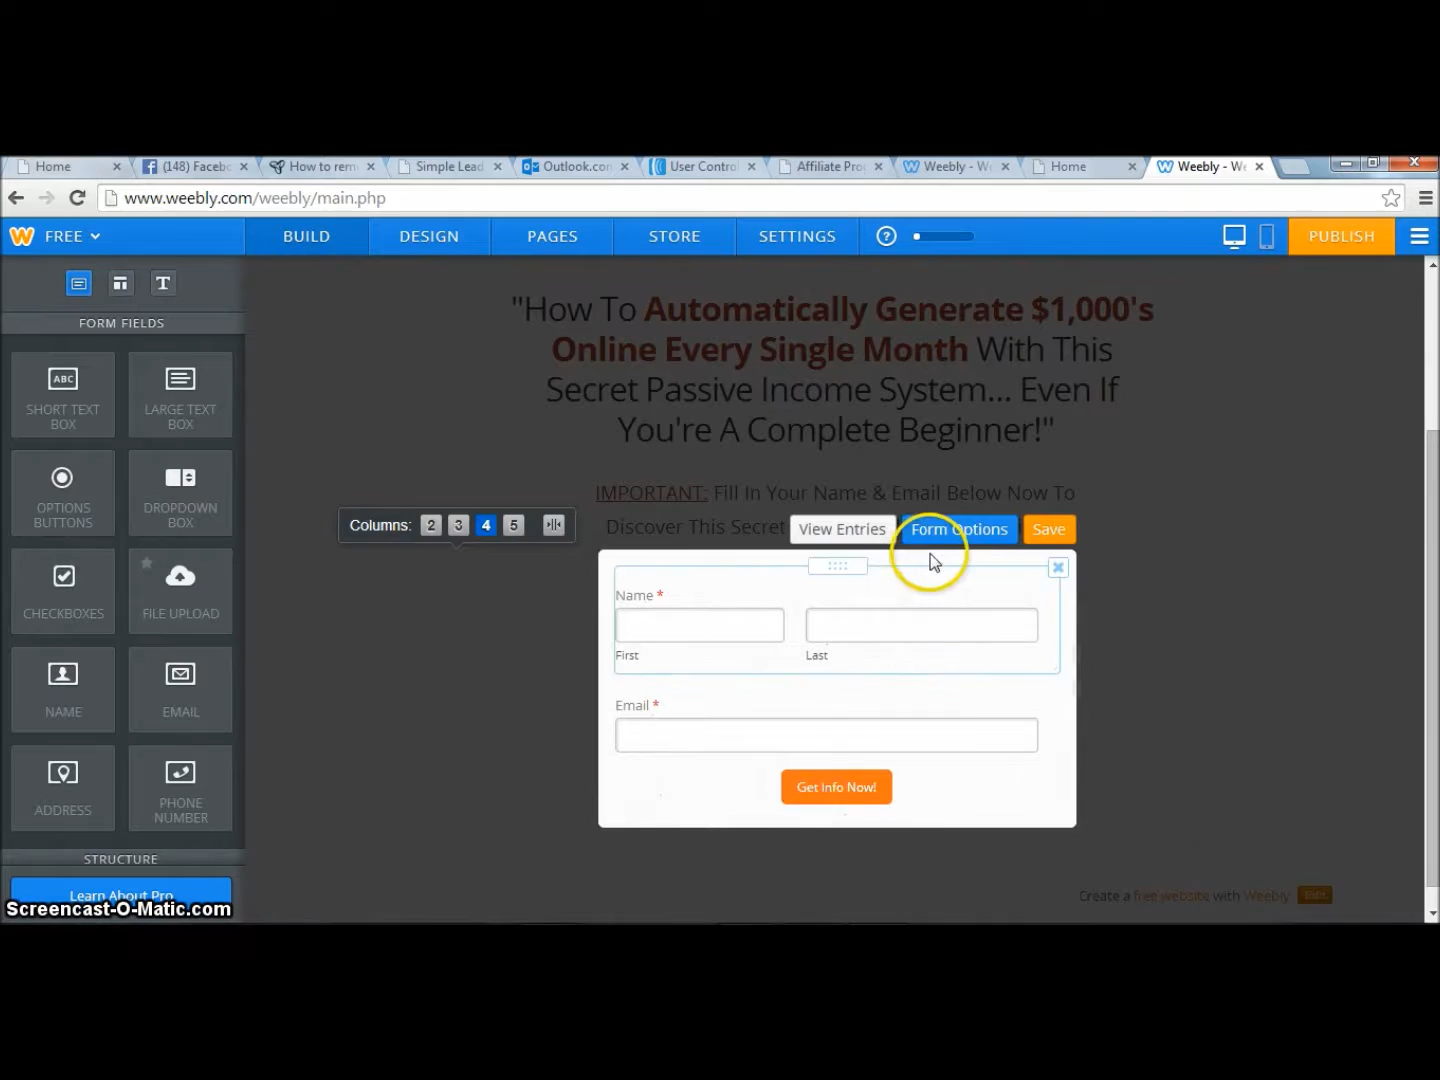 Home
(148) Facebo
How to rem
Simple Lead
Outlook.com
User Control
Affiliate Pro
Weebly - We
Home
Weebly - We
www.weebly.com/weebly/main.php
FREE
BUILD
DESIGN
PAGES
STORE
SETTINGS
?
PUBLISH
T
FORM FIELDS
ABC
SHORT TEXT
BOX
LARGE TEXT
BOX
OPTIONS
BUTTONS
DROPDOWN
BOX
CHECKBOXES
FILE UPLOAD
NAME
EMAIL
ADDRESS
PHONE
NUMBER
STRUCTURE
Learn About Pro
Screencast-O-Matic.com
"How To Automatically Generate $1,000's
Online Every Single Month With This
Secret Passive Income System... Even If
You're A Complete Beginner!"
IMPORTANT: Fill In Your Name & Email Below Now To
Discover This Secret
Columns: 2 3 4 5
View Entries
Form Options
Save
Name *
First
Last
Email *
Get Info Now!
Create a free website with Weebly